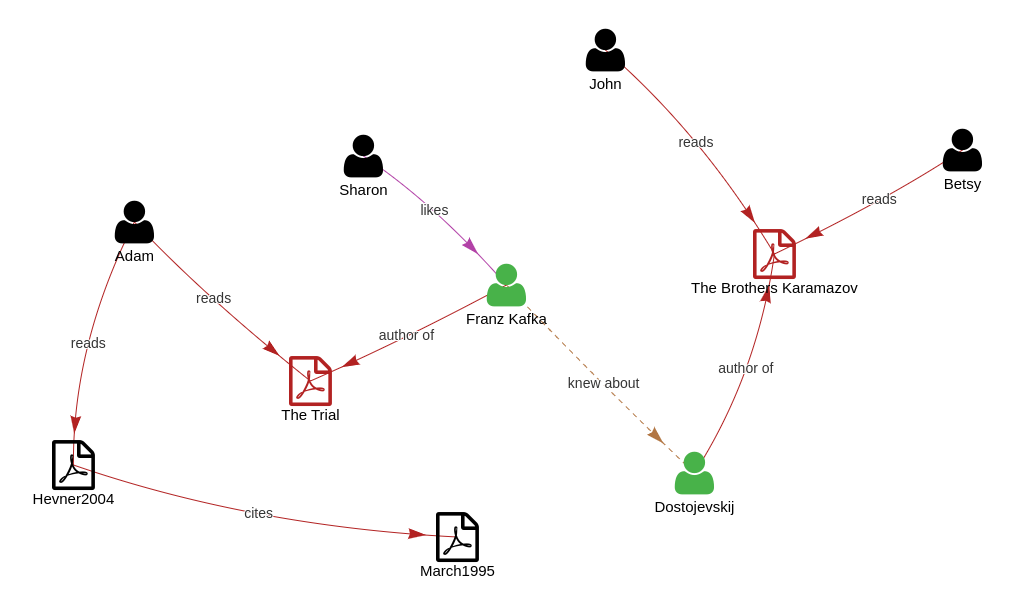 John
reads
Betsy
Sharon
reads
likes
Adam
The Brothers Karamazov
reads
Franz Kafka
author of
reads
author of
knew about
The Trial
Hevner2004
Dostojevskij
cites
March1995